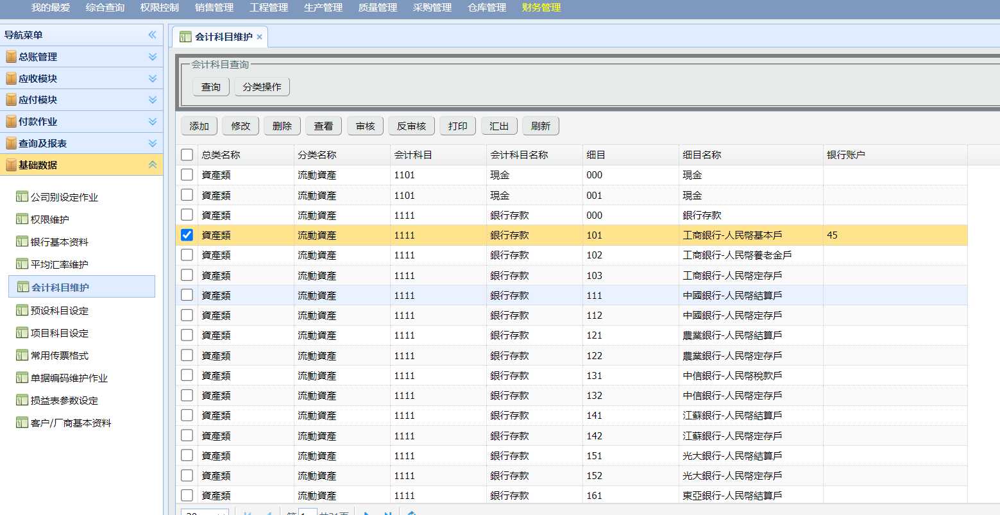 我的最爱 综合查询 权限控制 销售管理 工程管理 生产管理 质量管理 采购管理 仓库管理 财务管理
导航菜单
总账管理
应收模块
应付模块
付款作业
查询及报表
基础数据
公司别设定作业
权限维护
银行基本资料
平均汇率维护
会计科目维护
预设科目设定
项目科目设定
常用传票格式
单据编码维护作业
损益表参数设定
客户/厂商基本资料
会计科目维护
会计科目查询
查询 分类操作
添加 修改 删除 查看 审核 反审核 打印 汇出 刷新
总类名称 分类名称 会计科目 会计科目名称 细目 细目名称 银行账户
資產類 流動資產 1101 現金 000 現金
資產類 流動資產 1101 現金 001 現金
資產類 流動資產 1111 銀行存款 000 銀行存款
資產類 流動資產 1111 銀行存款 101 工商銀行-人民幣基本戶 45
資產類 流動資產 1111 銀行存款 102 工商銀行-人民幣養老金戶
資產類 流動資產 1111 銀行存款 103 工商銀行-人民幣定存戶
資產類 流動資產 1111 銀行存款 111 中國銀行-人民幣結算戶
資產類 流動資產 1111 銀行存款 112 中國銀行-人民幣定存戶
資產類 流動資產 1111 銀行存款 121 農業銀行-人民幣結算戶
資產類 流動資產 1111 銀行存款 122 農業銀行-人民幣定存戶
資產類 流動資產 1111 銀行存款 131 中信銀行-人民幣稅款戶
資產類 流動資產 1111 銀行存款 132 中信銀行-人民幣定存戶
資產類 流動資產 1111 銀行存款 141 江蘇銀行-人民幣結算戶
資產類 流動資產 1111 銀行存款 142 江蘇銀行-人民幣定存戶
資產類 流動資產 1111 銀行存款 151 光大銀行-人民幣結算戶
資產類 流動資產 1111 銀行存款 152 光大銀行-人民幣定存戶
資產類 流動資產 1111 銀行存款 161 東亞銀行-人民幣結算戶